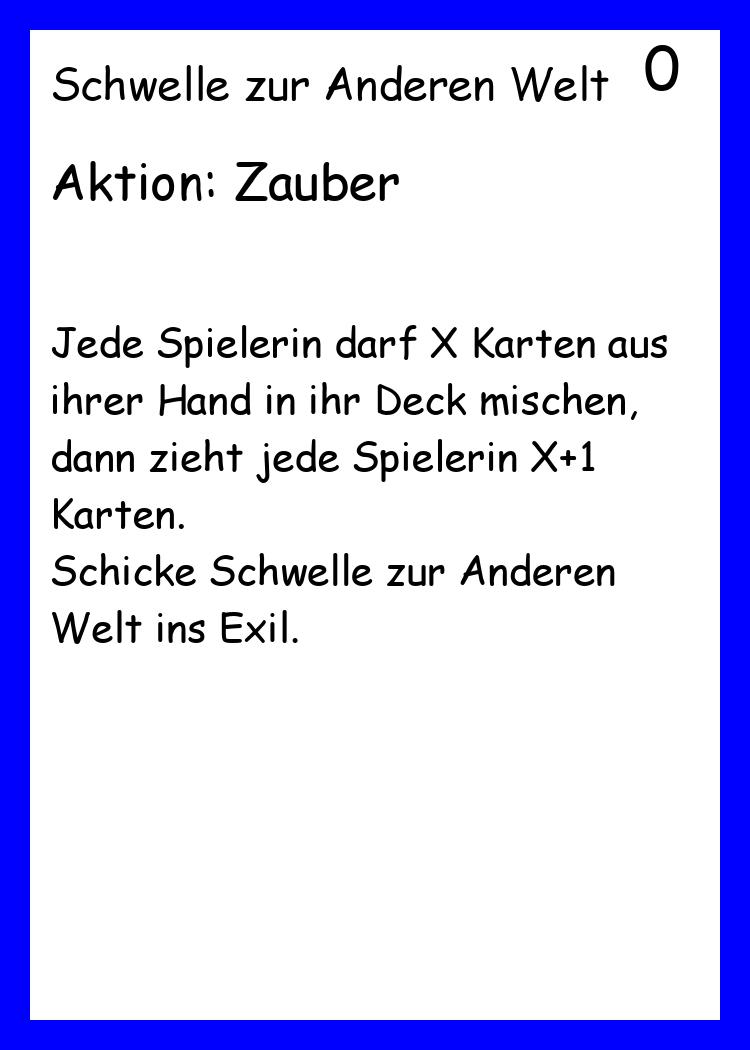 Schwelle zur Anderen Welt 0
Aktion: Zauber
Jede Spielerin darf X Karten aus
ihrer Hand in ihr Deck mischen,
dann zieht jede Spielerin X+1
Karten.
Schicke Schwelle zur Anderen
Welt ins Exil.